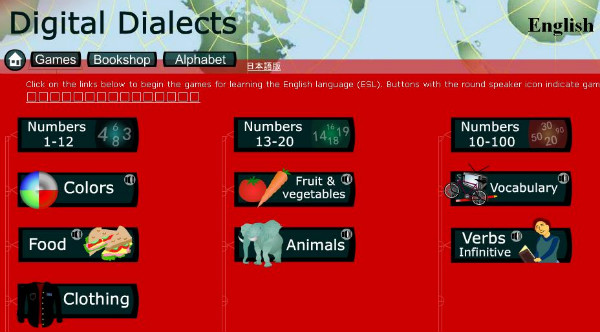 Digital Dialects
English
Games Bookshop Alphabet
日本語版
Click on the links below to begin the games for learning the English language (ESL). Buttons with the round speaker icon indicate gam
Numbers 1-12
4 6 3 8
Numbers 13-20
14 16 19 18
Numbers 10-100
50 30 90 20
Colors
Fruit & vegetables
Vocabulary
Food
Animals
Verbs Infinitive
Clothing